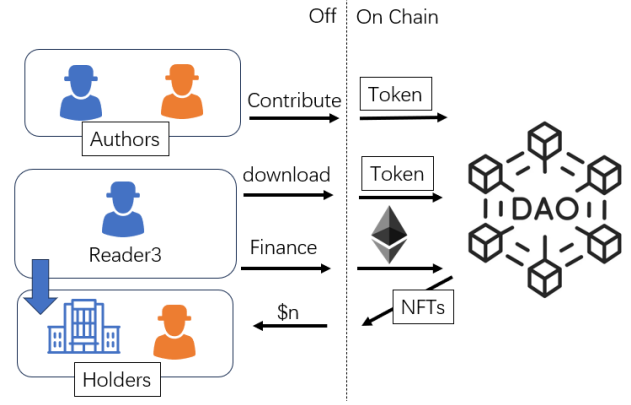 Off
On Chain
Contribute
Token
Authors
download
Token
Reader3
Finance
$n
NFTs
Holders
DAO